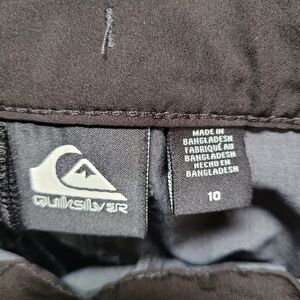 QUIKSILVER
MADE IN
BANGLADESH
FABRIQUÉ AU
BANGLADESH
HECHO EN
BANGLADESH
10